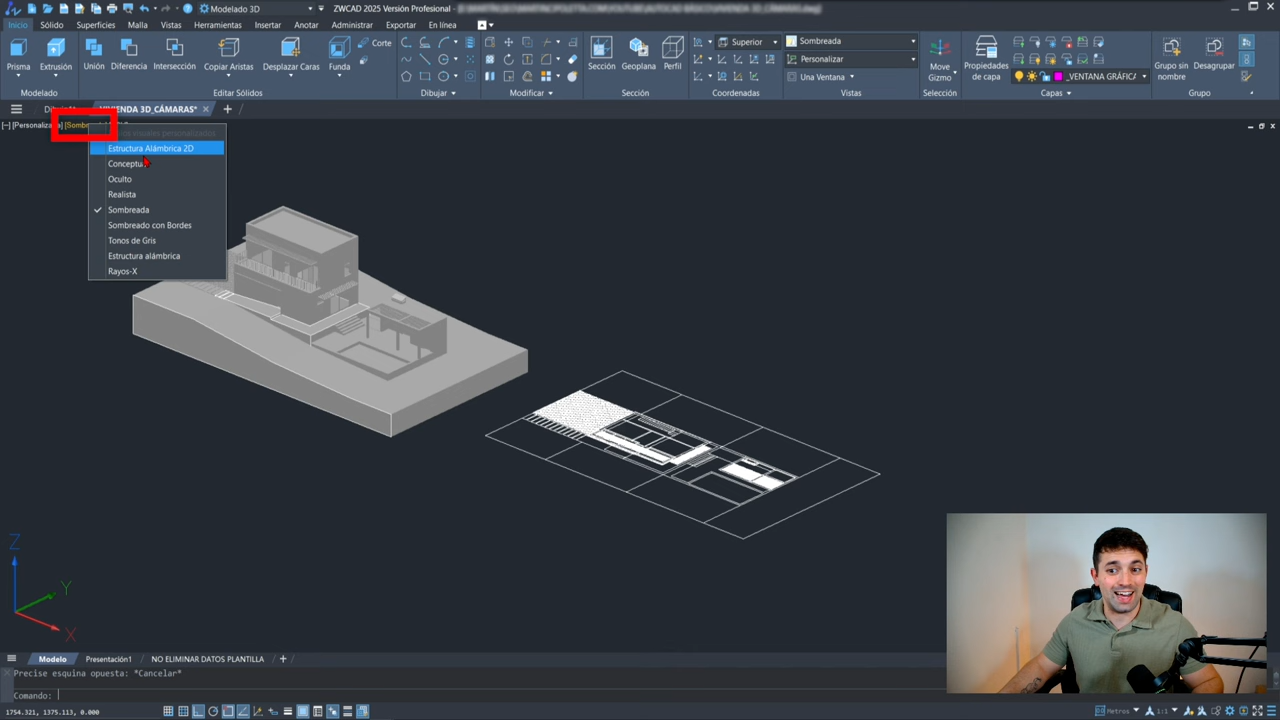 Modelado 3D
ZWCAD 2025 Versión Profesional
Inicio Sólido Superficies Malla Vistas Herramientas Insertar Anotar Administrar Exportar En línea
Prisma Extrusión Unión Diferencia Intersección Copiar Aristas Desplazar Caras Funda Corte
Superior
Sombreada
Personalizar
Una Ventana
Sección Geoplana Perfil
Move
Gizmo
Propiedades
de capa
_VENTANA GRÁFICA
Grupo sin
nombre
Desagrupar
Modelado Editar Sólidos Dibujar Modificar Sección Coordenadas Vistas Selección Capas Grupo
VIVIENDA 3D_CÁMARAS*
Estructura Alámbrica 2D
Oculto
Realista
Sombreada
Sombreado con Bordes
Tonos de Gris
Estructura alámbrica
Rayos-X
Z
Y
X
Modelo Presentación1 NO ELIMINAR DATOS PLANTILLA
Precise esquina opuesta: *Cancelar*
Comando:
1754.321, 1375.113, 0.000
Metros
1:1